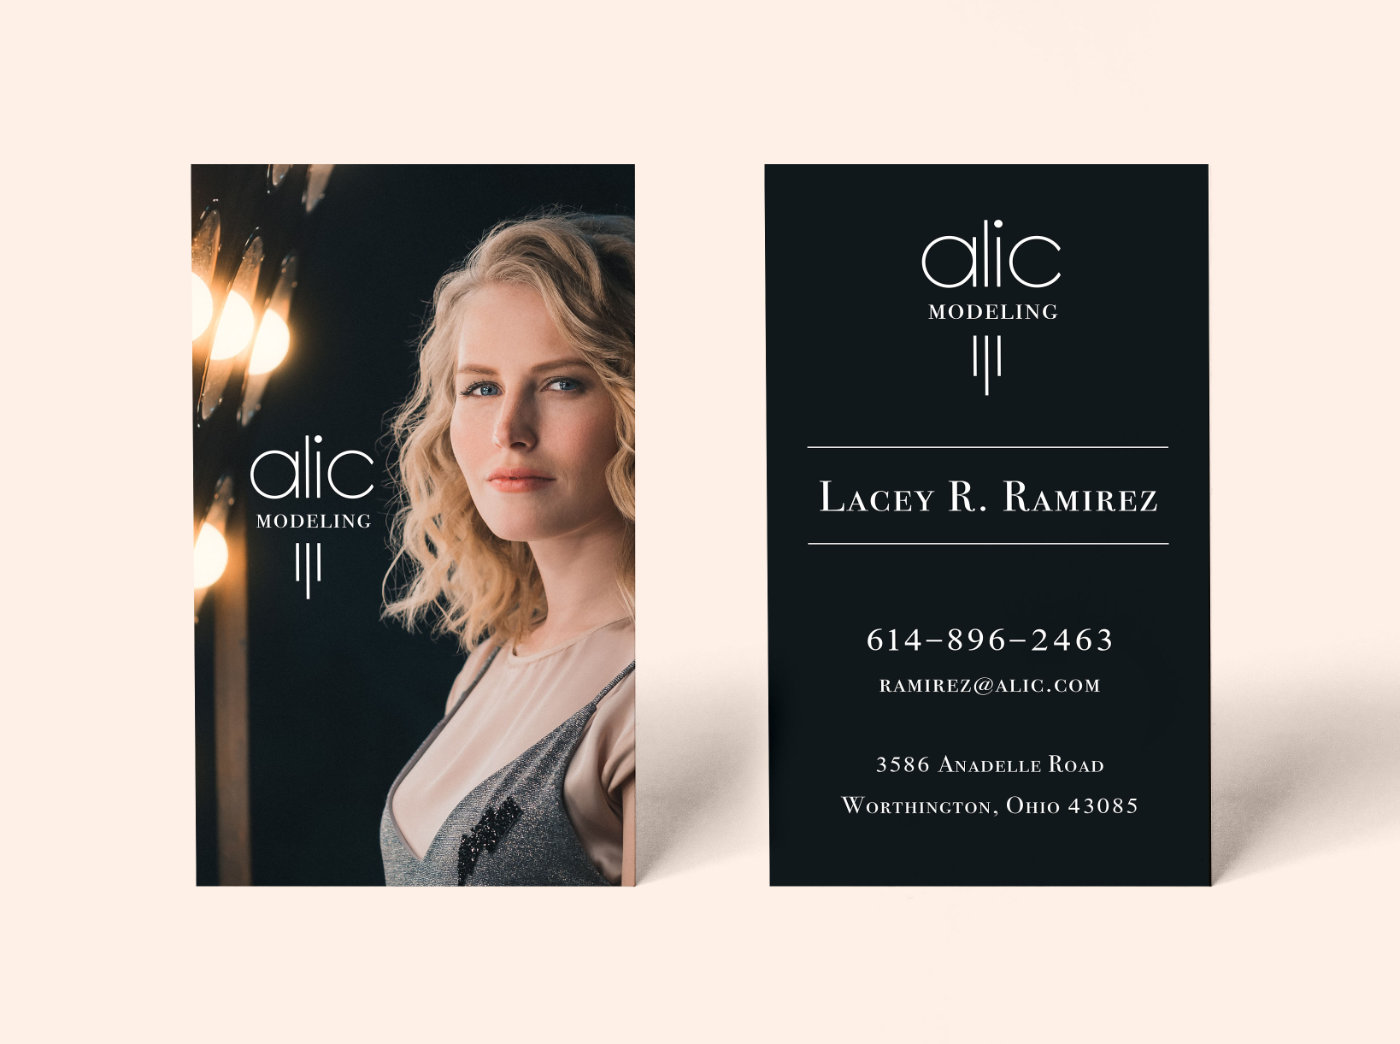 alic
MODELING
alic
MODELING
Lacey R. Ramirez
614-896-2463
ramirez@alic.com
3586 Anadelle Road
Worthington, Ohio 43085